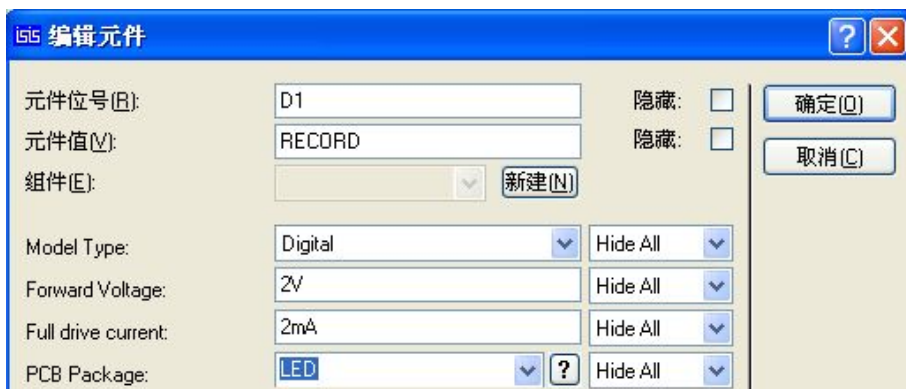 isis 编辑元件
元件位号(R): D1 隐藏: 确定(O)
元件值(V): RECORD 隐藏: 取消(C)
组件(E): 新建(N)
Model Type: Digital Hide All
Forward Voltage: 2V Hide All
Full drive current: 2mA Hide All
PCB Package: LED ? Hide All